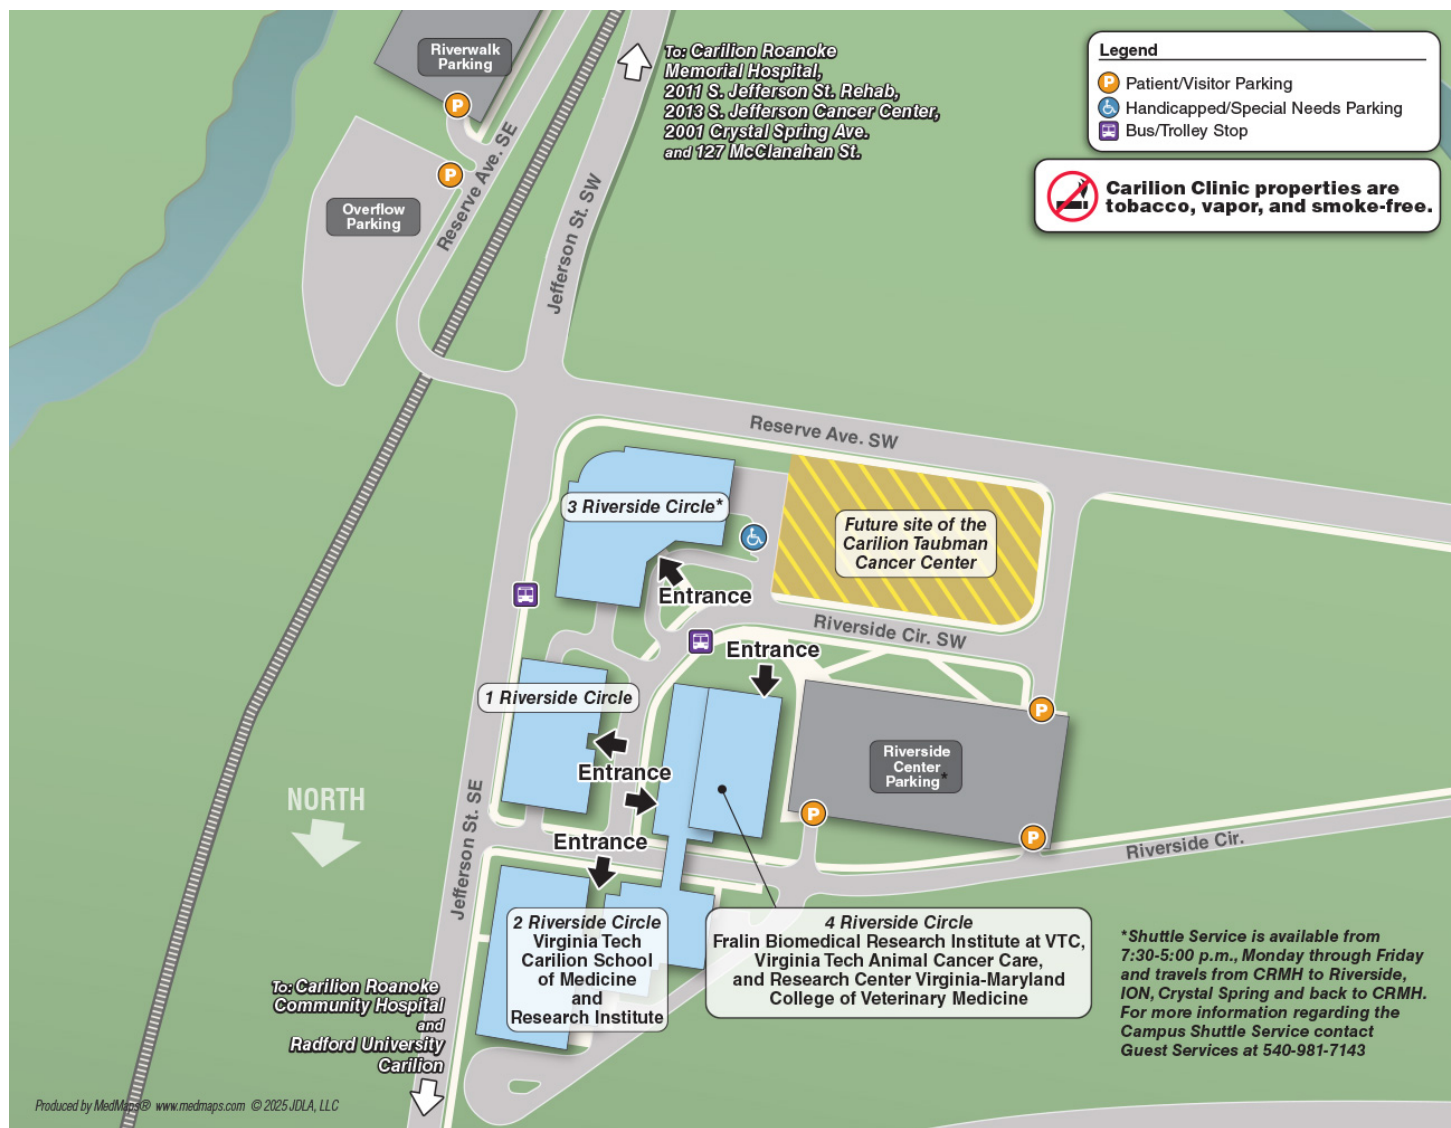 Riverwalk
Parking
P
P
Overflow
Parking
Reserve Ave. SE
Jefferson St. SW
To: Carilion Roanoke
Memorial Hospital,
2011 S. Jefferson St. Rehab,
2013 S. Jefferson Cancer Center,
2001 Crystal Spring Ave.
and 127 McClanahan St.
Legend
P Patient/Visitor Parking
Handicapped/Special Needs Parking
Bus/Trolley Stop
Carilion Clinic properties are
tobacco, vapor, and smoke-free.
Reserve Ave. SW
3 Riverside Circle*
Future site of the
Carilion Taubman
Cancer Center
Entrance
Riverside Cir. SW
Entrance
1 Riverside Circle
P
Riverside
Center
Parking*
Entrance
NORTH
Jefferson St. SE
P
P
Entrance
Riverside Cir.
2 Riverside Circle
Virginia Tech
Carilion School
of Medicine
and
Research Institute
4 Riverside Circle
Fralin Biomedical Research Institute at VTC,
Virginia Tech Animal Cancer Care,
and Research Center Virginia-Maryland
College of Veterinary Medicine
*Shuttle Service is available from
7:30-5:00 p.m., Monday through Friday
and travels from CRMH to Riverside,
ION, Crystal Spring and back to CRMH.
For more information regarding the
Campus Shuttle Service contact
Guest Services at 540-981-7143
To: Carilion Roanoke
Community Hospital
and
Radford University
Carilion
Produced by MedMaps® www.medmaps.com © 2025 JDLA, LLC